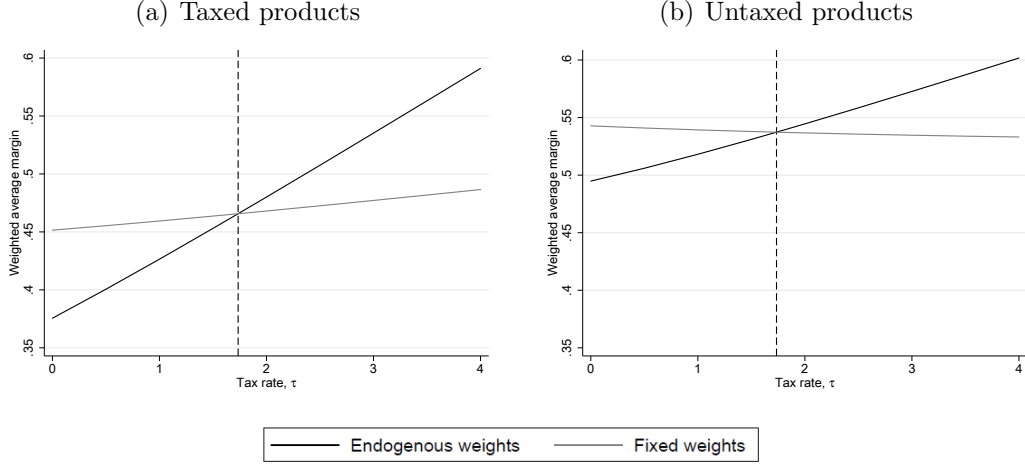 (a) Taxed products
Weighted average margin
.6
.55
.5
.45
.4
.35
0 1 2 3 4
Tax rate, τ
(b) Untaxed products
Weighted average margin
.6
.55
.5
.45
.4
.35
0 1 2 3 4
Tax rate, τ
Endogenous weights Fixed weights